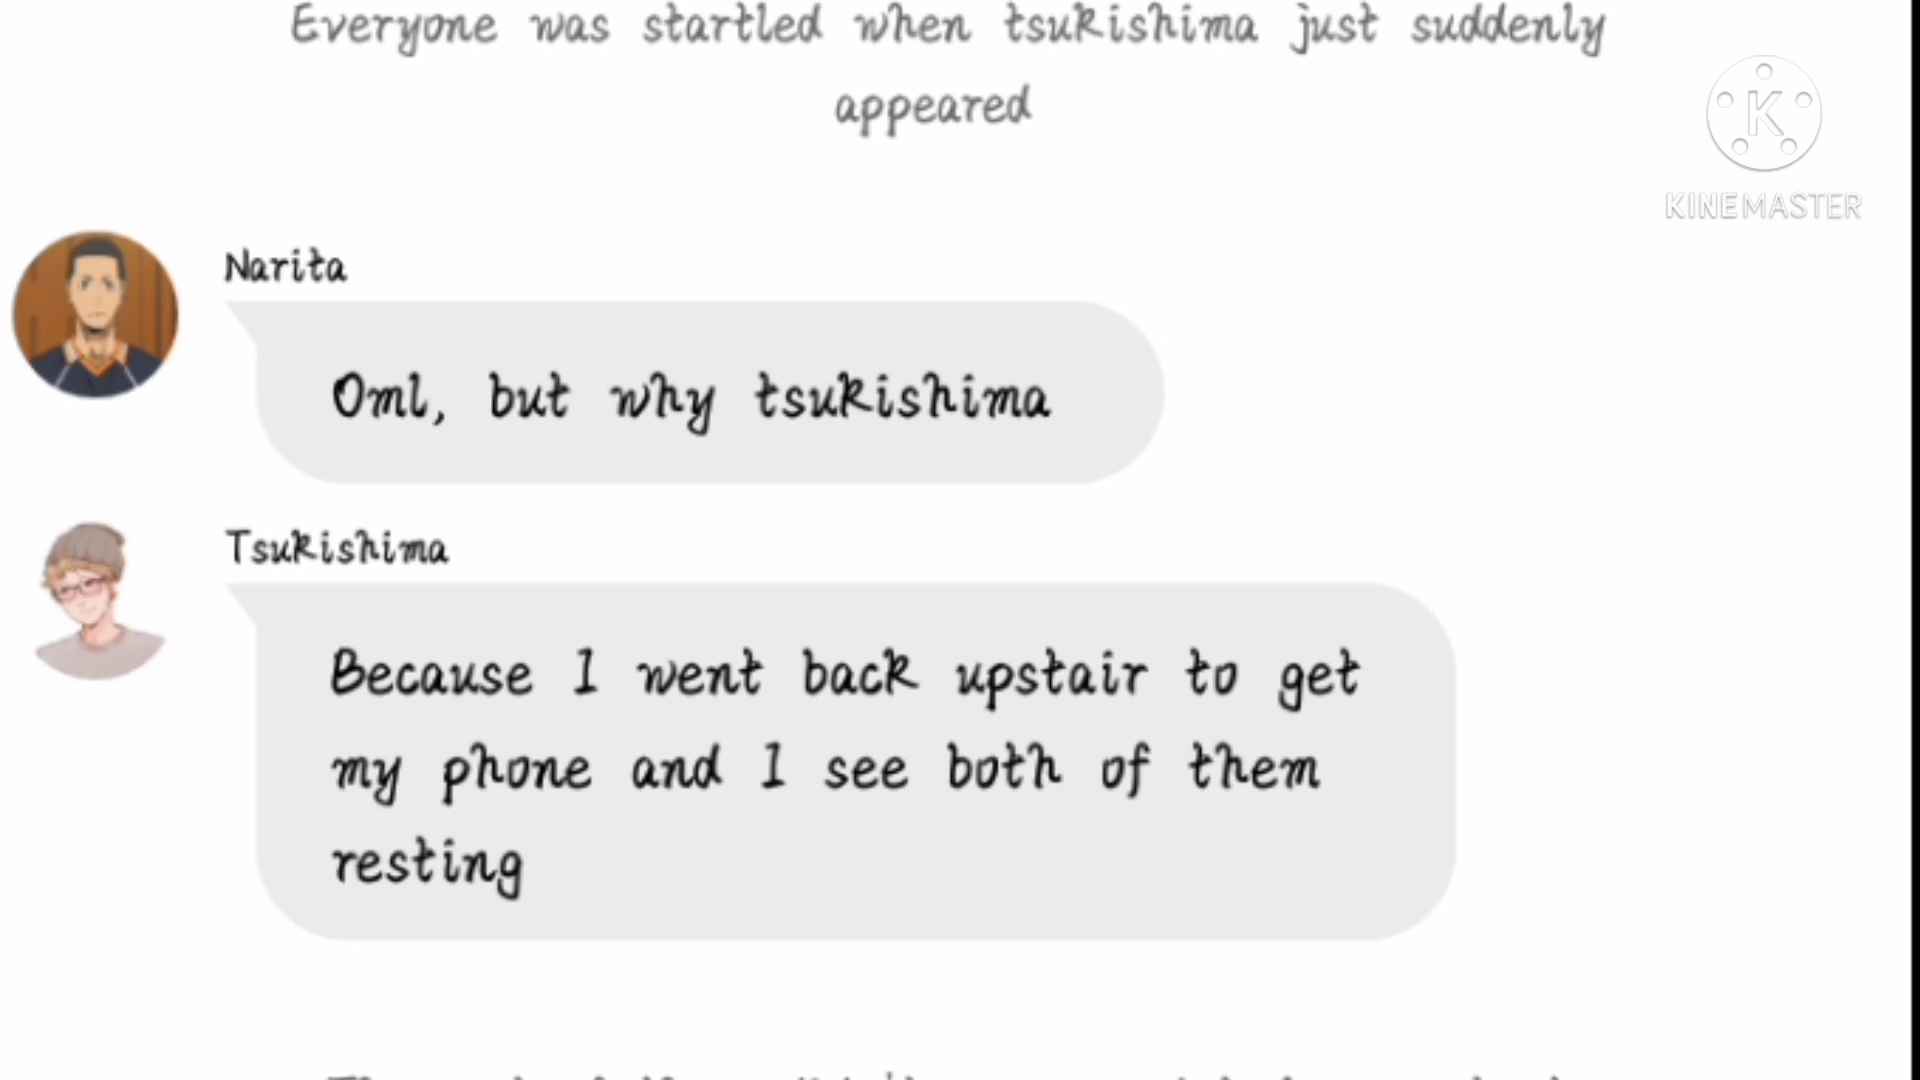 Everyone was startled when tsukishima just suddenly
appeared
K
KINEMASTER
Narita
Oml, but why tsukishima
Tsukishima
Because I went back upstair to get
my phone and I see both of them
resting